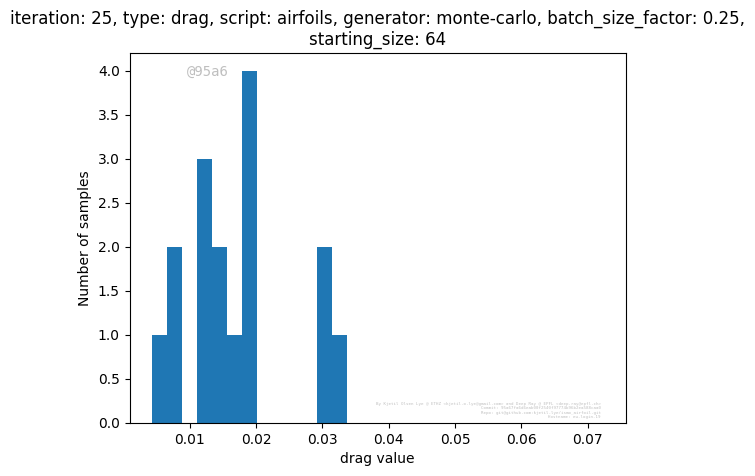 iteration: 25, type: drag, script: airfoils, generator: monte-carlo, batch_size_factor: 0.25,
starting_size: 64
@95a6
4.0
3.5
3.0
2.5
2.0
1.5
1.0
0.5
0.0
Number of samples
0.01 0.02 0.03 0.04 0.05 0.06 0.07
drag value